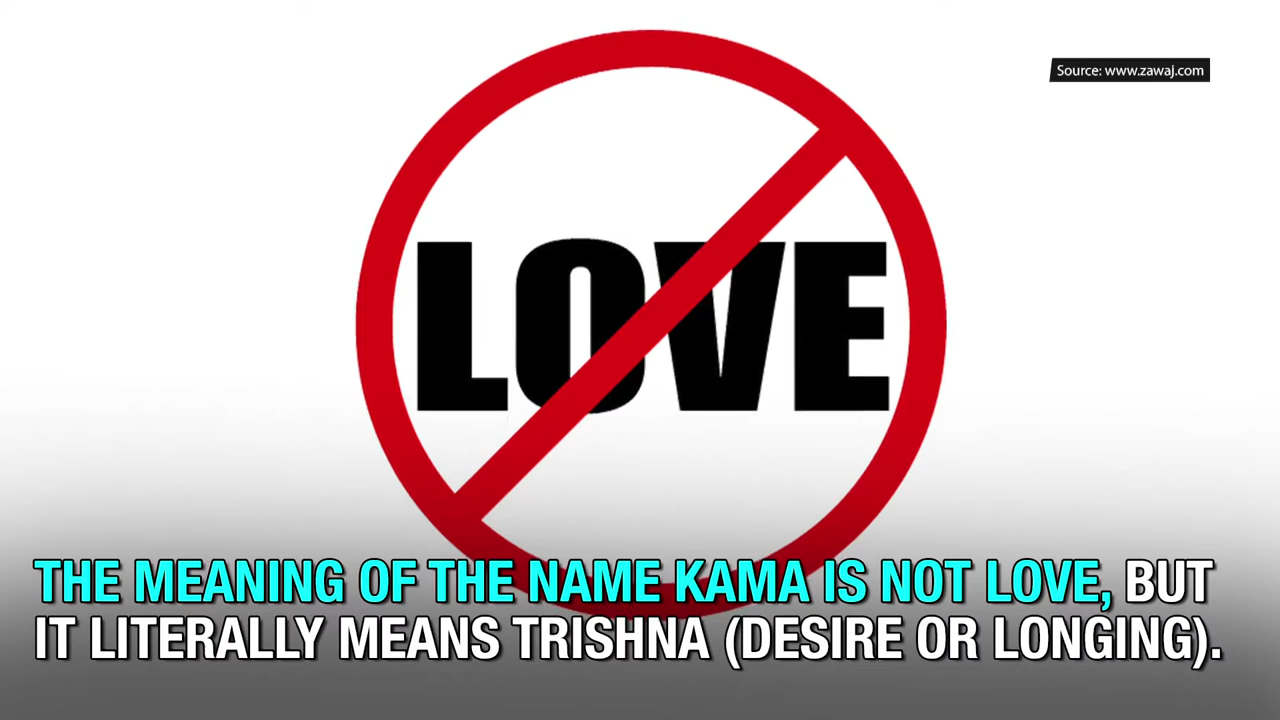 Source: www.zawaj.com
LOVE
THE MEANING OF THE NAME KAMA IS NOT LOVE, BUT
IT LITERALLY MEANS TRISHNA (DESIRE OR LONGING).